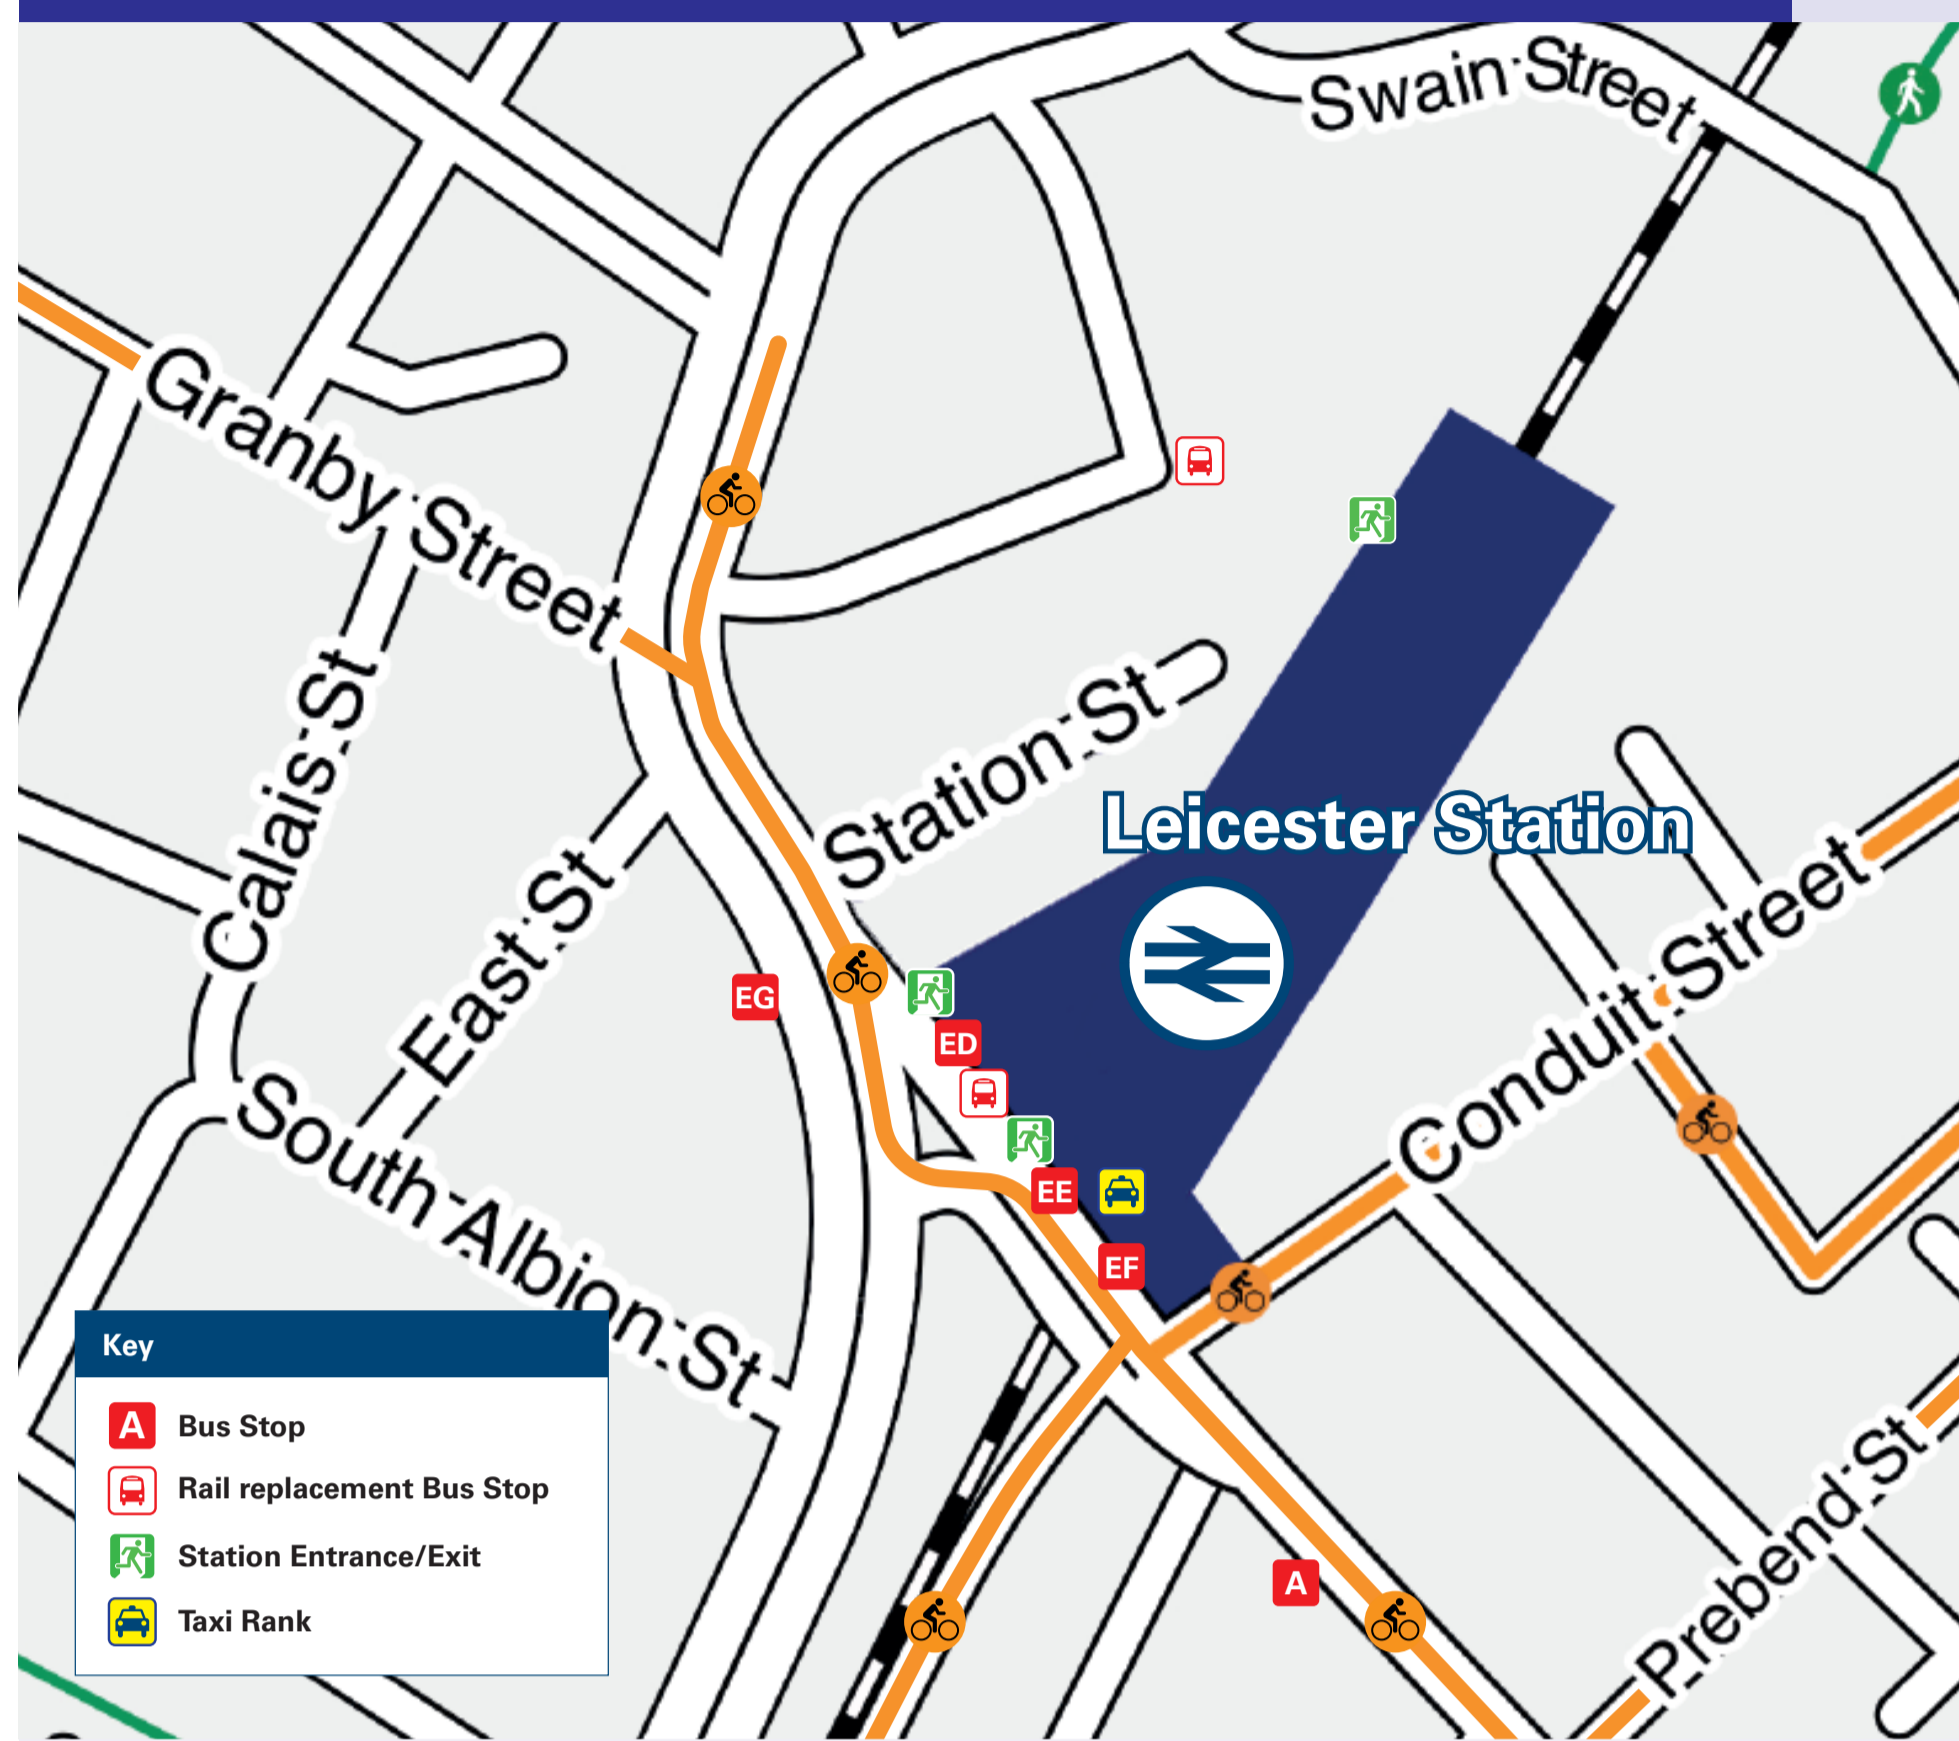 Swain Street
Granby Street
Calais St
Station St
Leicester Station
East St
EG
ED
South Albion St
EE
EF
Conduit Street
Prebend St
A
Key
A Bus Stop
Rail replacement Bus Stop
Station Entrance/Exit
Taxi Rank